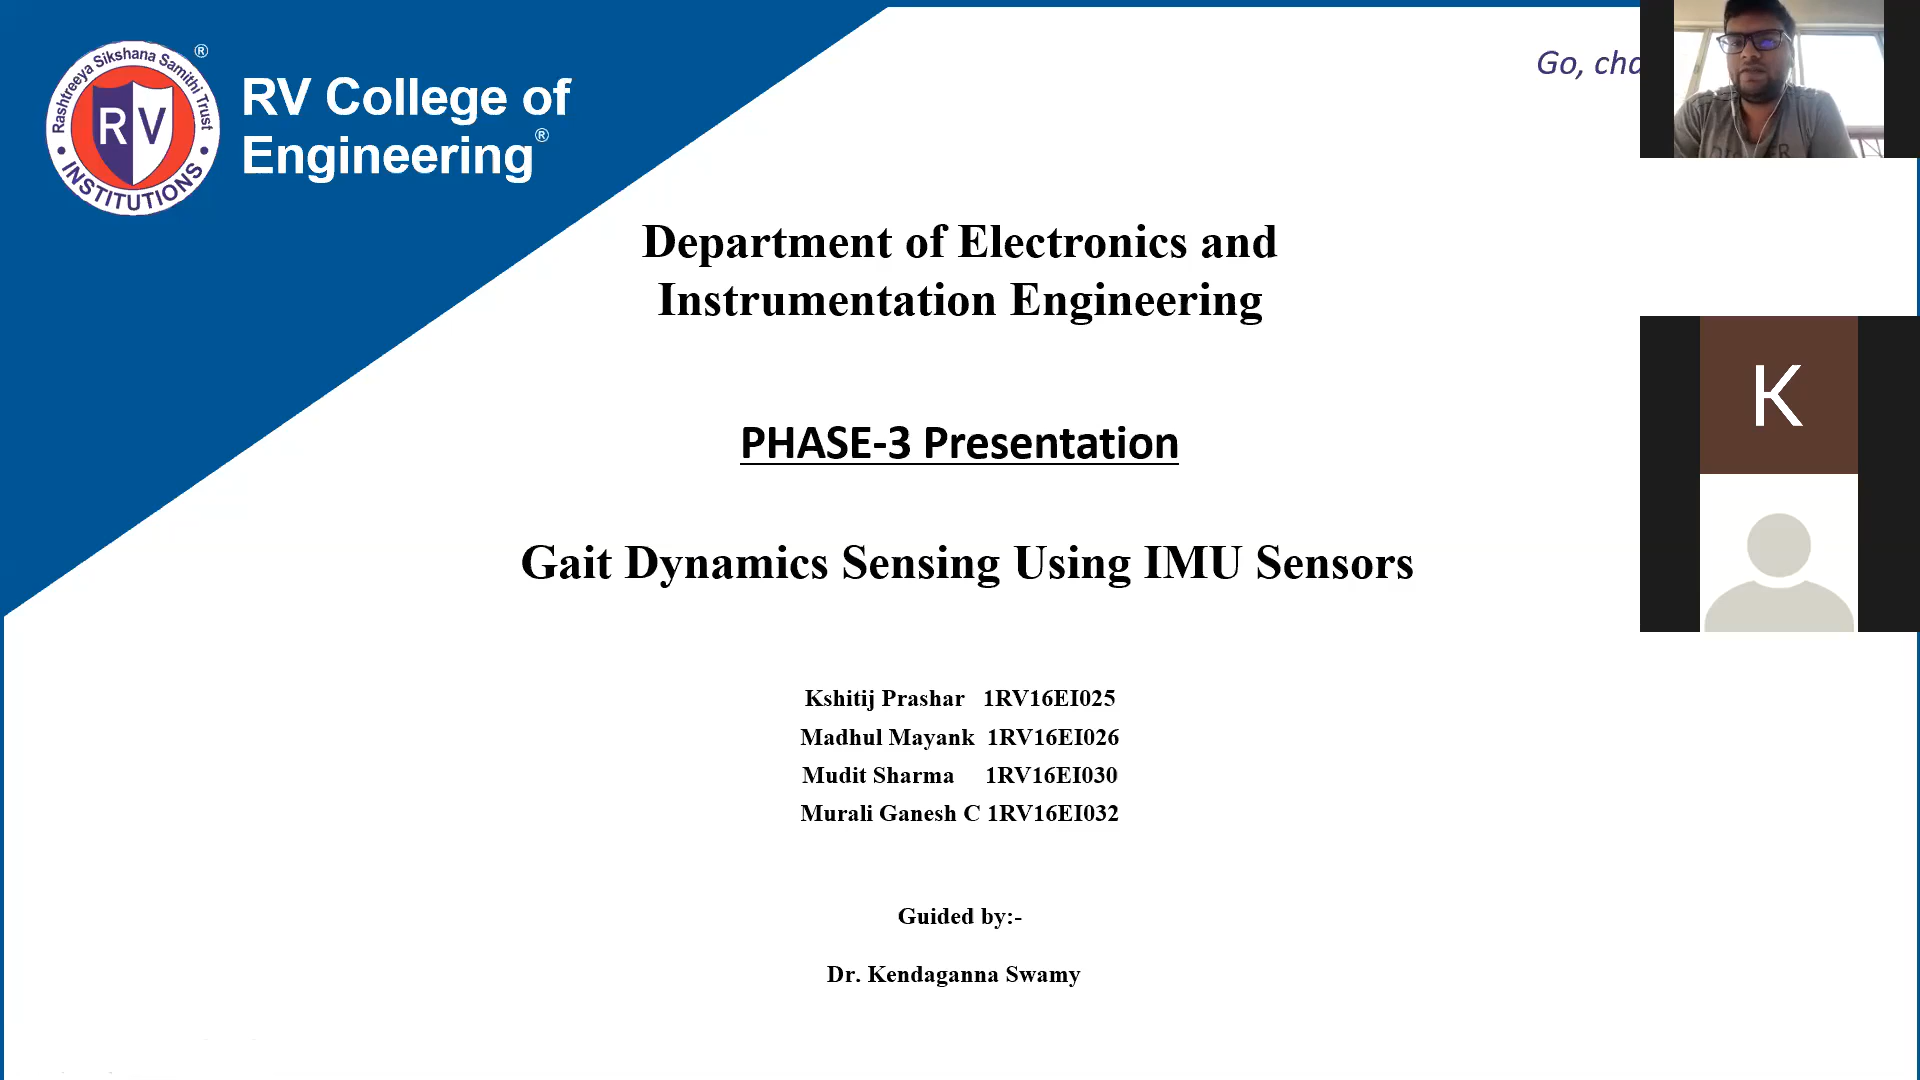 Rashtreeya Sikshana Samithi Trust
®
RV
INSTITUTIONS
RV College of
Engineering®
Go,
Department of Electronics and
Instrumentation Engineering
PHASE-3 Presentation
Gait Dynamics Sensing Using IMU Sensors
Kshitij Prashar 1RV16EI025
Madhul Mayank 1RV16EI026
Mudit Sharma 1RV16EI030
Murali Ganesh C 1RV16EI032
Guided by:-
Dr. Kendaganna Swamy
K